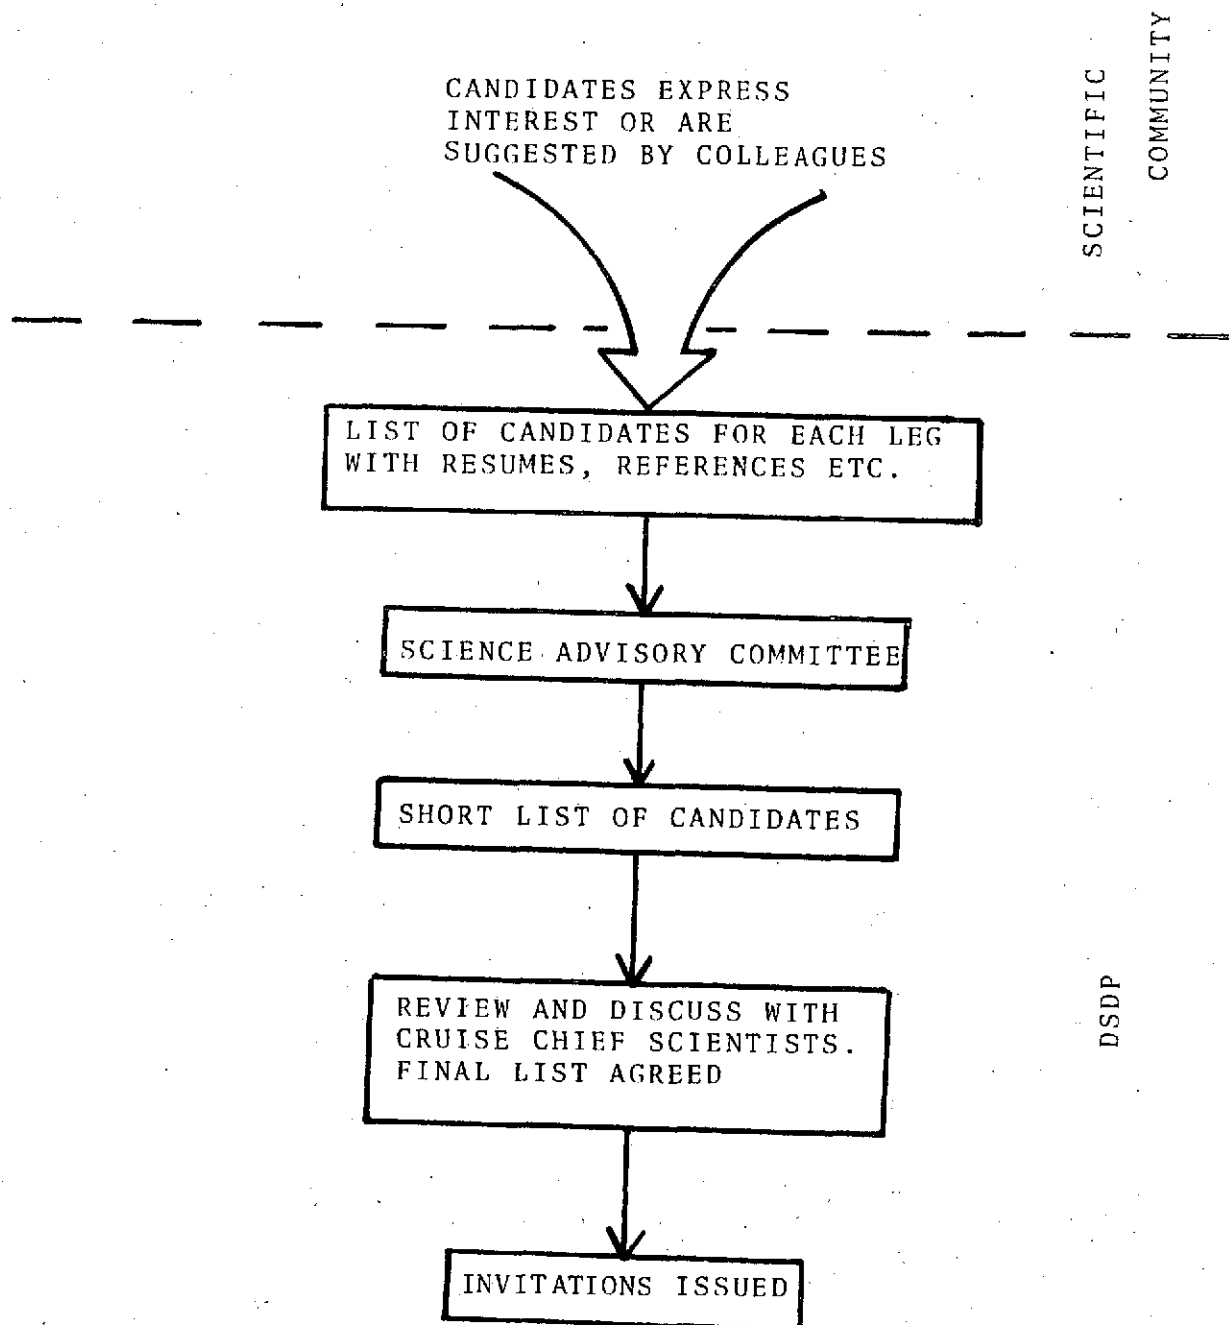 CANDIDATES EXPRESS
INTEREST OR ARE
SUGGESTED BY COLLEAGUES
SCIENTIFIC
COMMUNITY
LIST OF CANDIDATES FOR EACH LEG
WITH RESUMES, REFERENCES ETC.
SCIENCE ADVISORY COMMITTEE
SHORT LIST OF CANDIDATES
REVIEW AND DISCUSS WITH
CRUISE CHIEF SCIENTISTS.
FINAL LIST AGREED
DSDP
INVITATIONS ISSUED